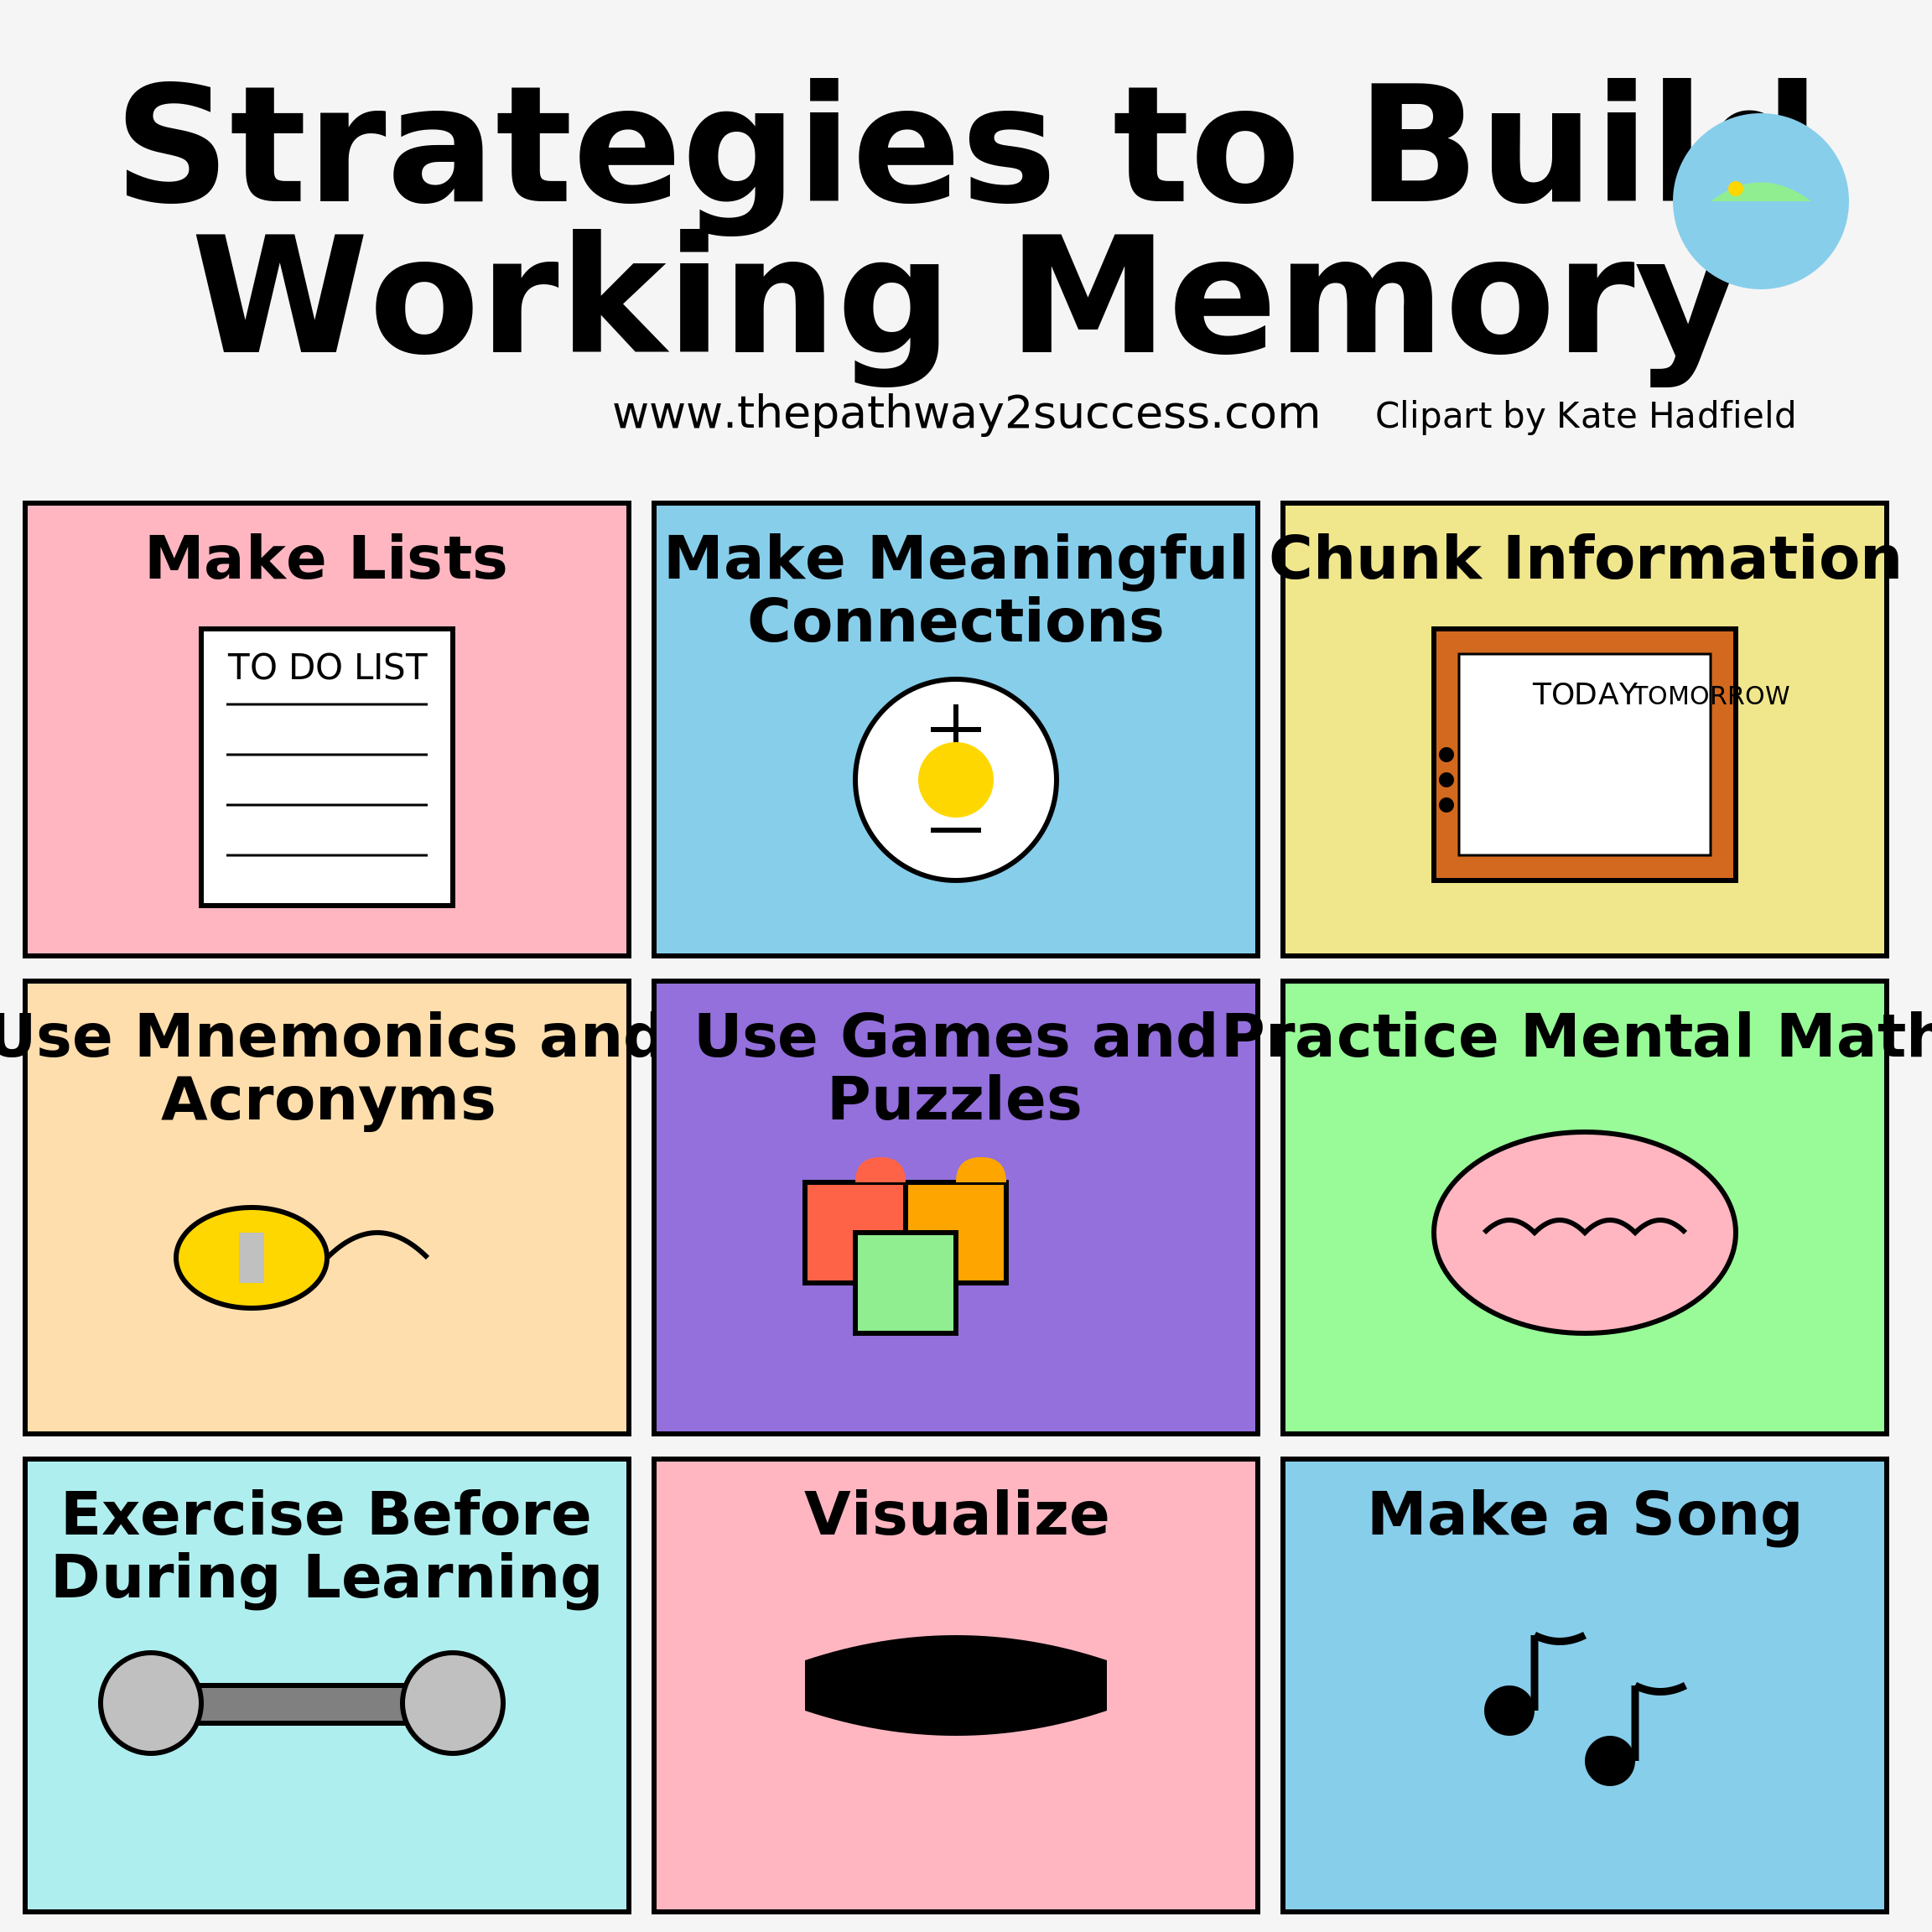 Strategies to Build
Working Memory
www.thepathway2success.com Clipart by Kate Hadfield
Make Lists
TO DO LIST
Make Meaningful
Connections
Chunk Information
TODAY
TOMORROW
Use Mnemonics and
Acronyms
Use Games and
Puzzles
Practice Mental Math
Exercise Before
During Learning
Visualize
Make a Song